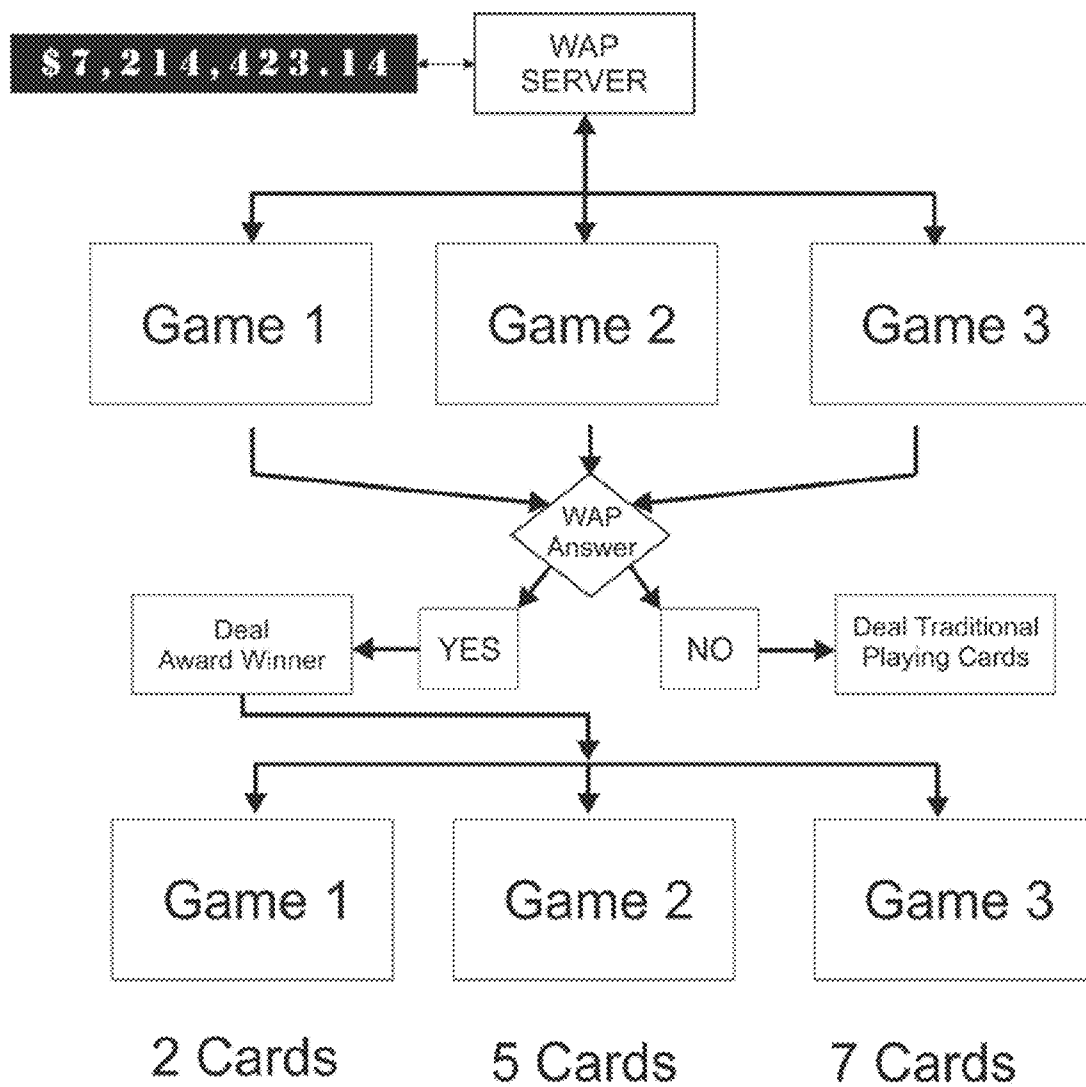 $7,214,423.14
WAP
SERVER
Game 1
Game 2
Game 3
WAP
Answer
Deal
Award Winner
YES
NO
Deal Traditional
Playing Cards
Game 1
Game 2
Game 3
2 Cards
5 Cards
7 Cards